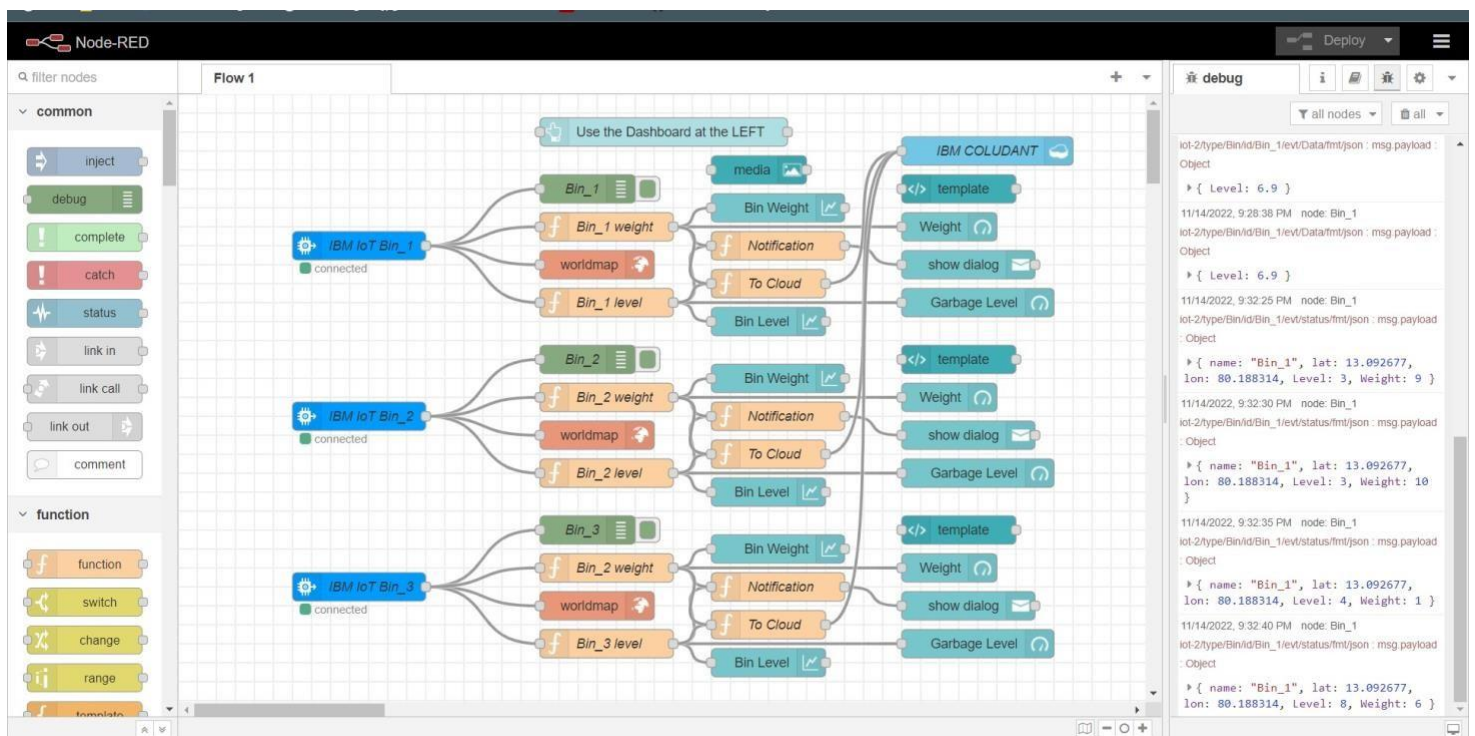 Node-RED
Deploy
filter nodes
Flow 1
debug
i
all nodes
all
common
inject
debug
complete
catch
status
link in
link call
link out
comment
function
function
switch
change
range
template
Use the Dashboard at the LEFT
IBM COLUDANT
media
Bin_1
template
Bin Weight
Bin_1 weight
Weight
IBM IoT Bin_1
Notification
connected
worldmap
show dialog
To Cloud
Bin_1 level
Garbage Level
Bin Level
Bin_2
template
Bin Weight
Bin_2 weight
Weight
IBM IoT Bin_2
Notification
connected
worldmap
show dialog
To Cloud
Bin_2 level
Garbage Level
Bin Level
Bin_3
template
Bin Weight
Bin_2 weight
Weight
IBM IoT Bin_3
Notification
connected
worldmap
show dialog
To Cloud
Bin_3 level
Garbage Level
Bin Level
iot-2/type/Bin/id/Bin_1/evt/Data/fmt/json : msg.payload :
Object
{ Level: 6.9 }
11/14/2022, 9:28:38 PM node: Bin_1
iot-2/type/Bin/id/Bin_1/evt/Data/fmt/json : msg.payload :
Object
{ Level: 6.9 }
11/14/2022, 9:32:25 PM node: Bin_1
iot-2/type/Bin/id/Bin_1/evt/status/fmt/json : msg.payload
: Object
{ name: "Bin_1", lat: 13.092677,
lon: 80.188314, Level: 3, Weight: 9 }
11/14/2022, 9:32:30 PM node: Bin_1
iot-2/type/Bin/id/Bin_1/evt/status/fmt/json : msg.payload
: Object
{ name: "Bin_1", lat: 13.092677,
lon: 80.188314, Level: 3, Weight: 10
}
11/14/2022, 9:32:35 PM node: Bin_1
iot-2/type/Bin/id/Bin_1/evt/status/fmt/json : msg.payload
: Object
{ name: "Bin_1", lat: 13.092677,
lon: 80.188314, Level: 4, Weight: 1 }
11/14/2022, 9:32:40 PM node: Bin_1
iot-2/type/Bin/id/Bin_1/evt/status/fmt/json : msg.payload
: Object
{ name: "Bin_1", lat: 13.092677,
lon: 80.188314, Level: 8, Weight: 6 }